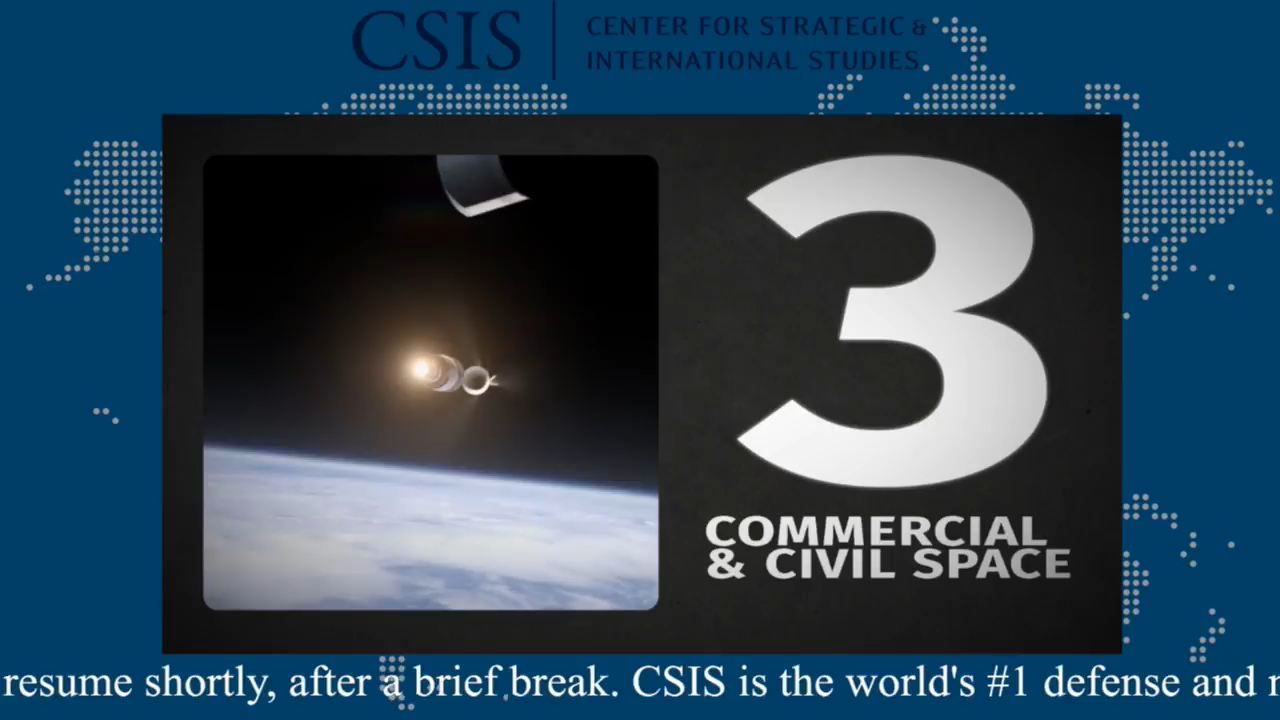 CSIS
CENTER FOR STRATEGIC &
INTERNATIONAL STUDIES
3
COMMERCIAL
& CIVIL SPACE
resume shortly, after a brief break. CSIS is the world's #1 defense and